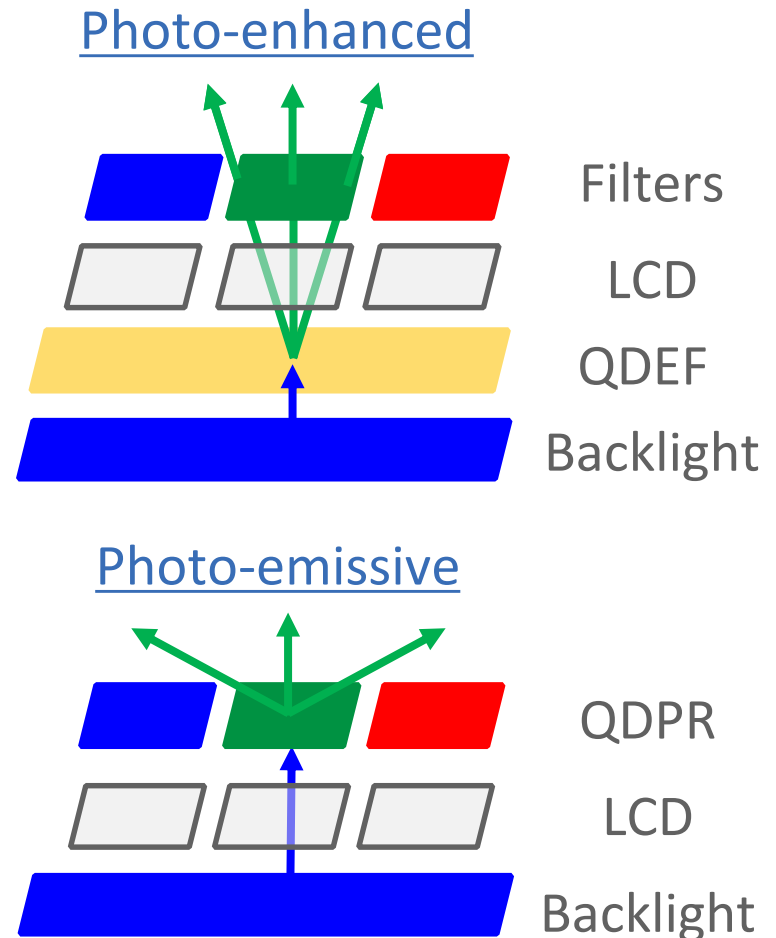 Photo-enhanced
Filters
LCD
QDEF
Backlight
Photo-emissive
QDPR
LCD
Backlight